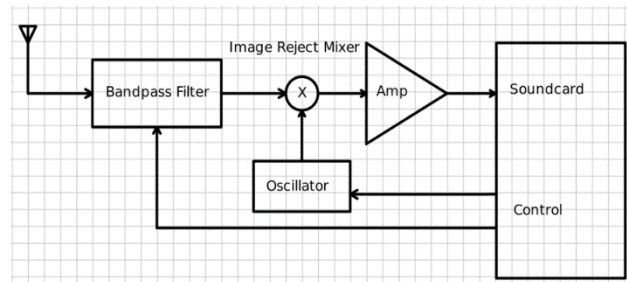 Image Reject Mixer
Bandpass Filter
X
Amp
Soundcard
Oscillator
Control